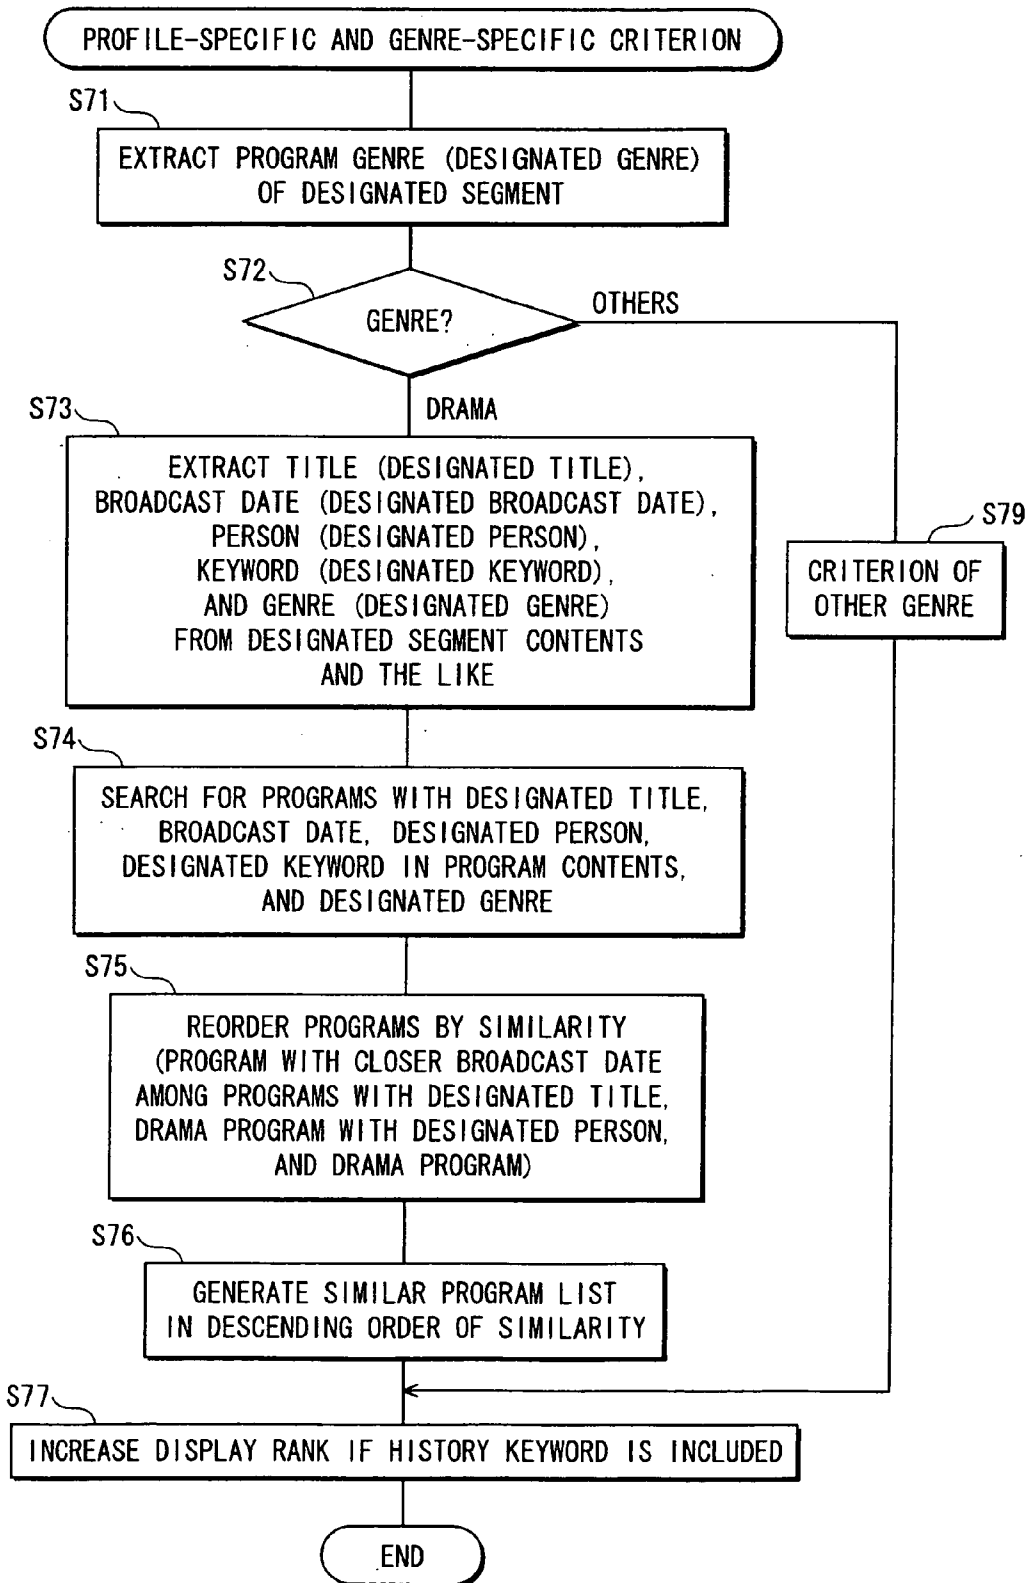 PROFILE-SPECIFIC AND GENRE-SPECIFIC CRITERION
S71
EXTRACT PROGRAM GENRE (DESIGNATED GENRE)
OF DESIGNATED SEGMENT
S72
GENRE?
OTHERS
DRAMA
S73
EXTRACT TITLE (DESIGNATED TITLE),
BROADCAST DATE (DESIGNATED BROADCAST DATE),
PERSON (DESIGNATED PERSON),
KEYWORD (DESIGNATED KEYWORD),
AND GENRE (DESIGNATED GENRE)
FROM DESIGNATED SEGMENT CONTENTS
AND THE LIKE
S79
CRITERION OF
OTHER GENRE
S74
SEARCH FOR PROGRAMS WITH DESIGNATED TITLE,
BROADCAST DATE, DESIGNATED PERSON,
DESIGNATED KEYWORD IN PROGRAM CONTENTS,
AND DESIGNATED GENRE
S75
REORDER PROGRAMS BY SIMILARITY
(PROGRAM WITH CLOSER BROADCAST DATE
AMONG PROGRAMS WITH DESIGNATED TITLE,
DRAMA PROGRAM WITH DESIGNATED PERSON,
AND DRAMA PROGRAM)
S76
GENERATE SIMILAR PROGRAM LIST
IN DESCENDING ORDER OF SIMILARITY
S77
INCREASE DISPLAY RANK IF HISTORY KEYWORD IS INCLUDED
END